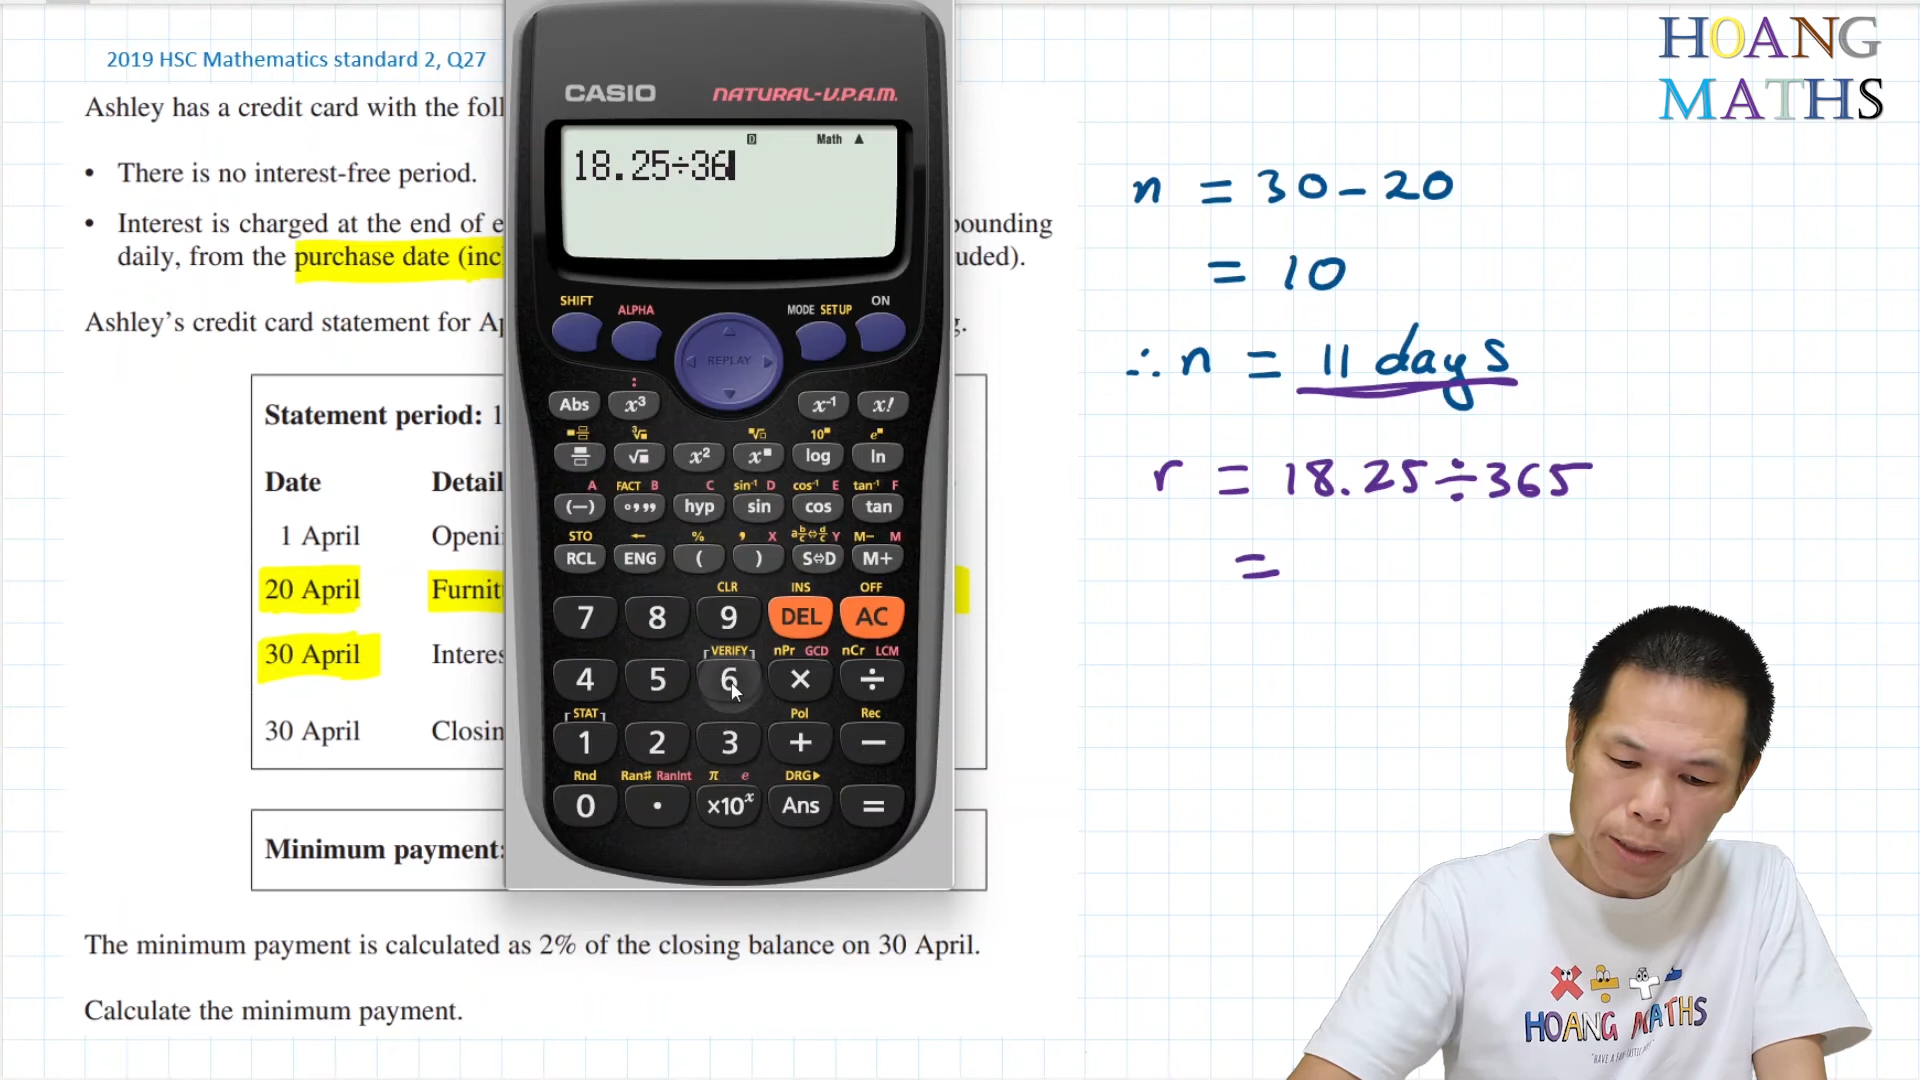 2019 HSC Mathematics standard 2, Q27
Ashley has a credit card with the foll
• There is no interest-free period.
• Interest is charged at the end of e
pounding
daily, from the purchase date (inc
uded).
Ashley's credit card statement for Ap
g.
Statement period: 1
Date Detail
1 April Openi
20 April Furnit
30 April Interes
30 April Closin
Minimum payment:
The minimum payment is calculated as 2% of the closing balance on 30 April.
Calculate the minimum payment.
CASIO NATURAL-V.P.A.M.
D Math ▲
18.25÷36
SHIFT ALPHA MODE SETUP ON
REPLAY
:
Abs x³ x⁻¹ x!
³√■ ■√□ 10■ e■
√■ x² x■ log ln
A FACT B C sin⁻¹ D cos⁻¹ E tan⁻¹ F
(−) °,,, hyp sin cos tan
STO ← % , X a b/c⇔d/c Y M− M
RCL ENG ( ) S⇔D M+
CLR INS OFF
7 8 9 DEL AC
VERIFY nPr GCD nCr LCM
4 5 6 × ÷
STAT Pol Rec
1 2 3 + −
Rnd Ran# RanInt π e DRG▶
0 • ×10ˣ Ans =
HOANG
MATHS
n = 30 − 20
= 10
∴ n = 11 days
r = 18.25÷365
=
HOANG MATHS